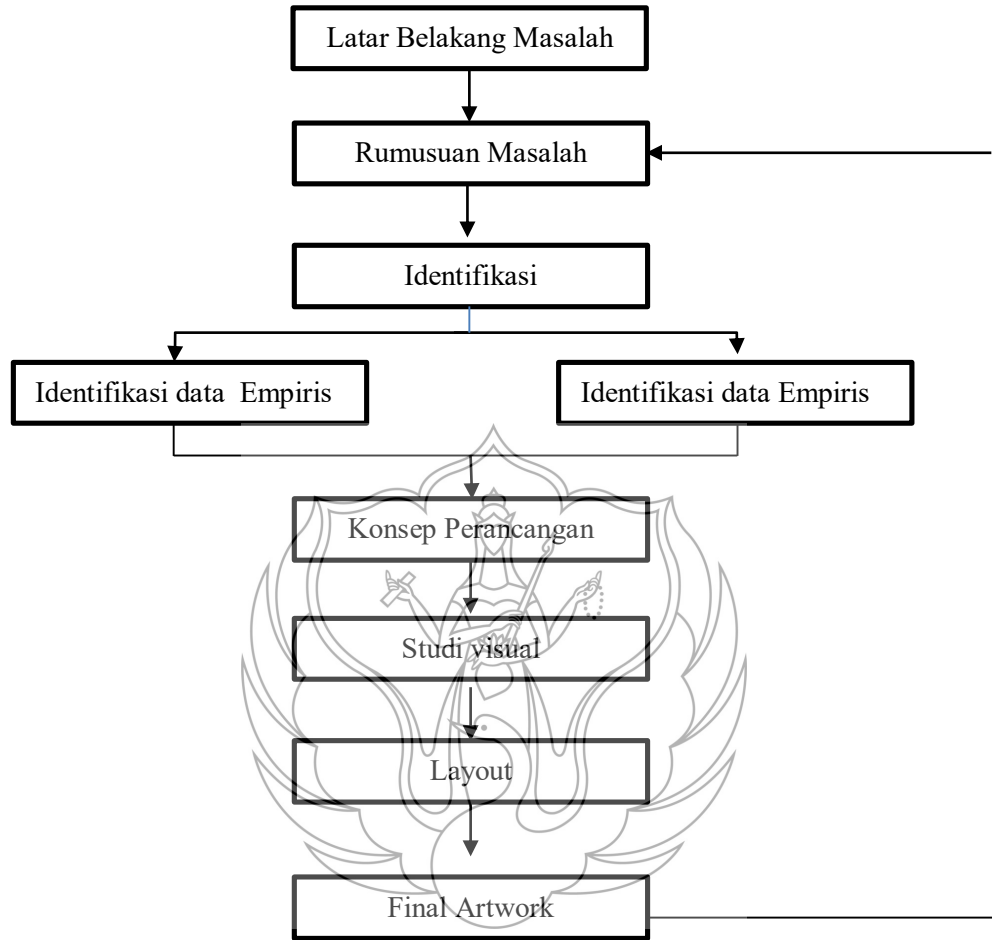 Latar Belakang Masalah
Rumusuan Masalah
Identifikasi
Identifikasi data  Empiris
Identifikasi data Empiris
Konsep Perancangan
Studi visual
Layout
Final Artwork